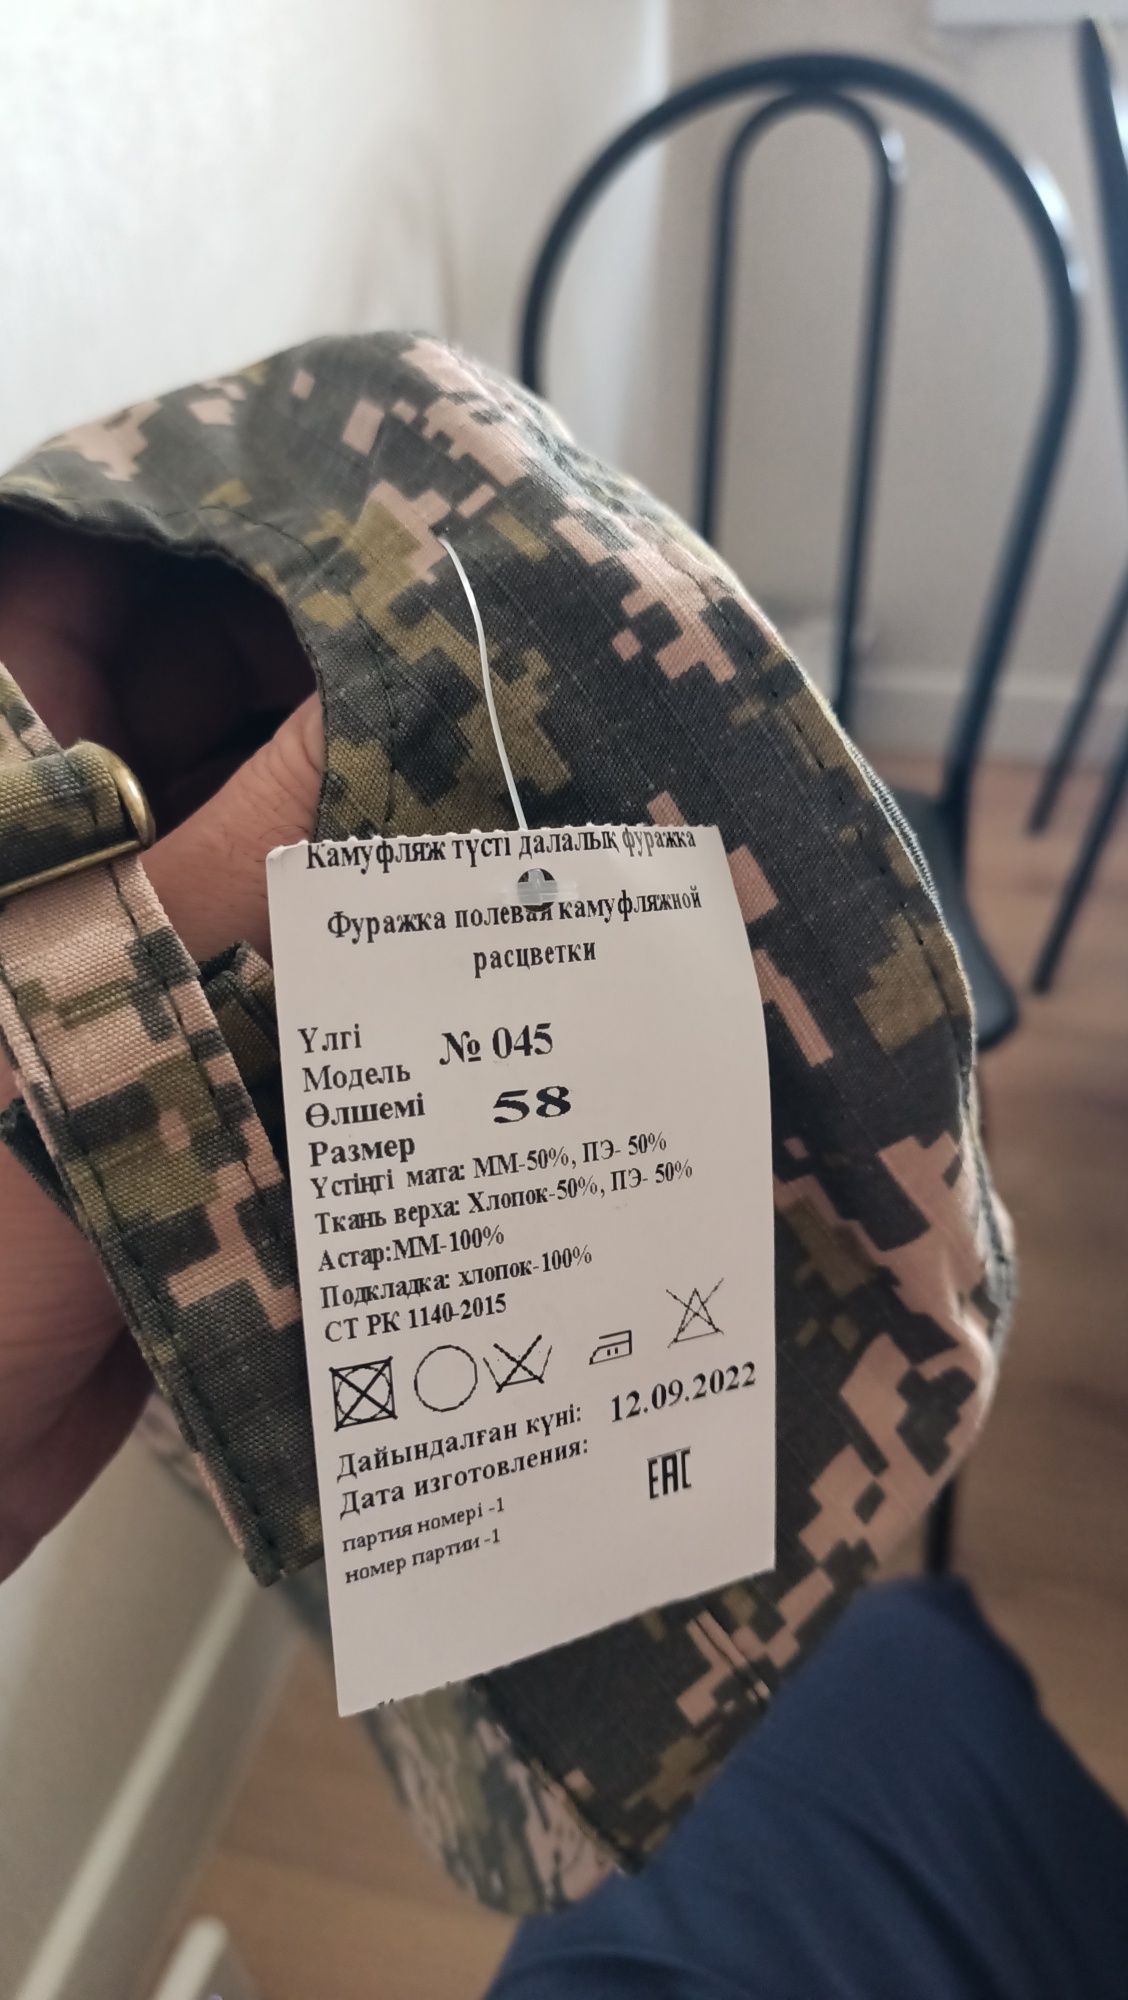 Камуфляж түсті далалық фуражка
Фуражка полевая камуфляжной
расцветки
Үлгі
Модель № 045
Өлшемі
Размер 58
Үстіңгі мата: ММ-50%, ПЭ- 50%
Ткань верха: Хлопок-50%, ПЭ- 50%
Астар:ММ-100%
Подкладка: хлопок-100%
СТ РК 1140-2015
Дайындалған күні: 12.09.2022
Дата изготовления:
EAC
партия номері -1
номер партии -1